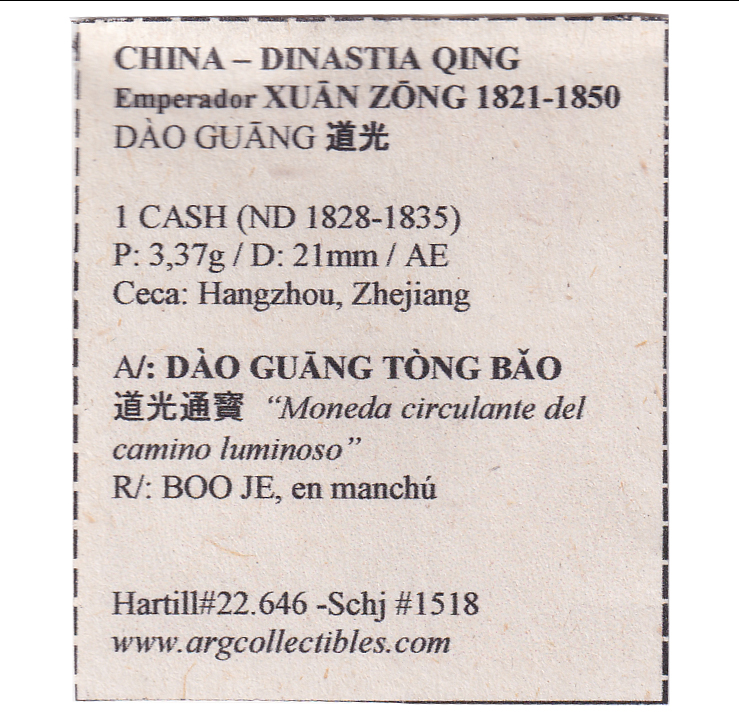 CHINA – DINASTIA QING
Emperador XUĀN ZŌNG 1821-1850
DÀO GUĀNG 道光
1 CASH (ND 1828-1835)
P: 3,37g / D: 21mm / AE
Ceca: Hangzhou, Zhejiang
A/: DÀO GUĀNG TÒNG BǍO
道光通寶 “Moneda circulante del
camino luminoso”
R/: BOO JE, en manchú
Hartill#22.646 -Schj #1518
www.argcollectibles.com